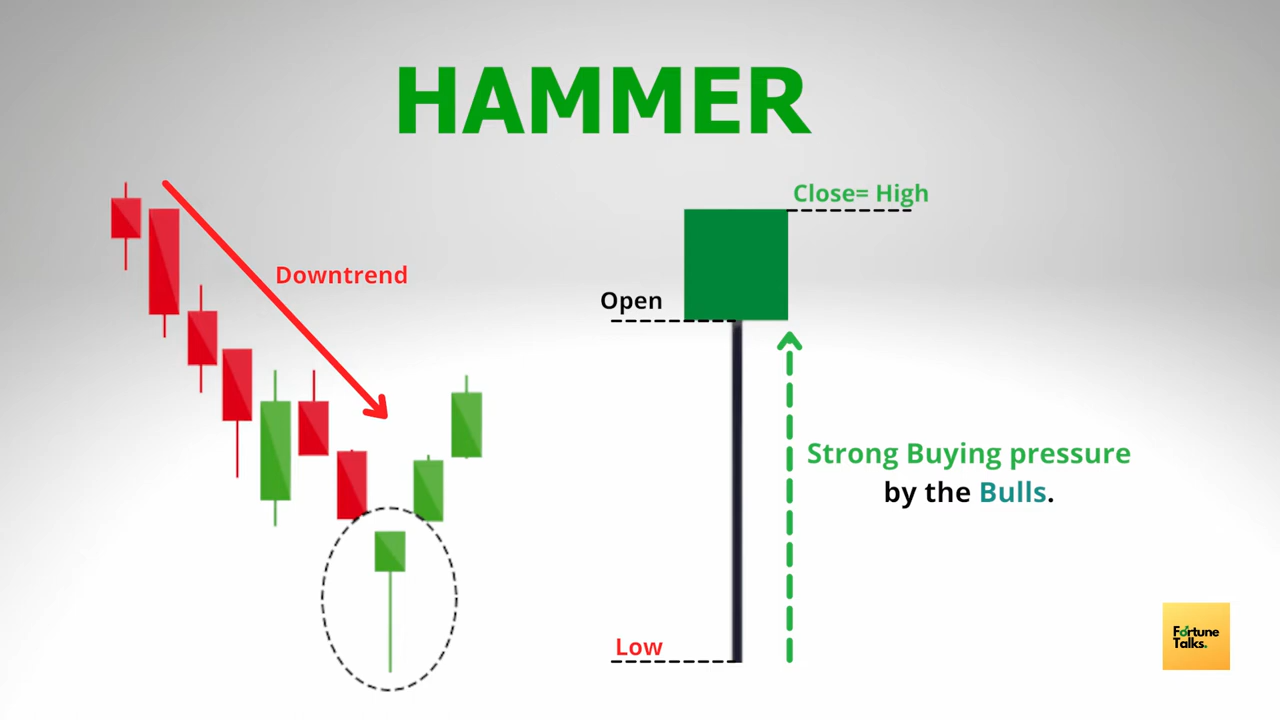 HAMMER
Close= High
Downtrend
Open
Strong Buying pressure
by the Bulls.
Low
Fortune
Talks.